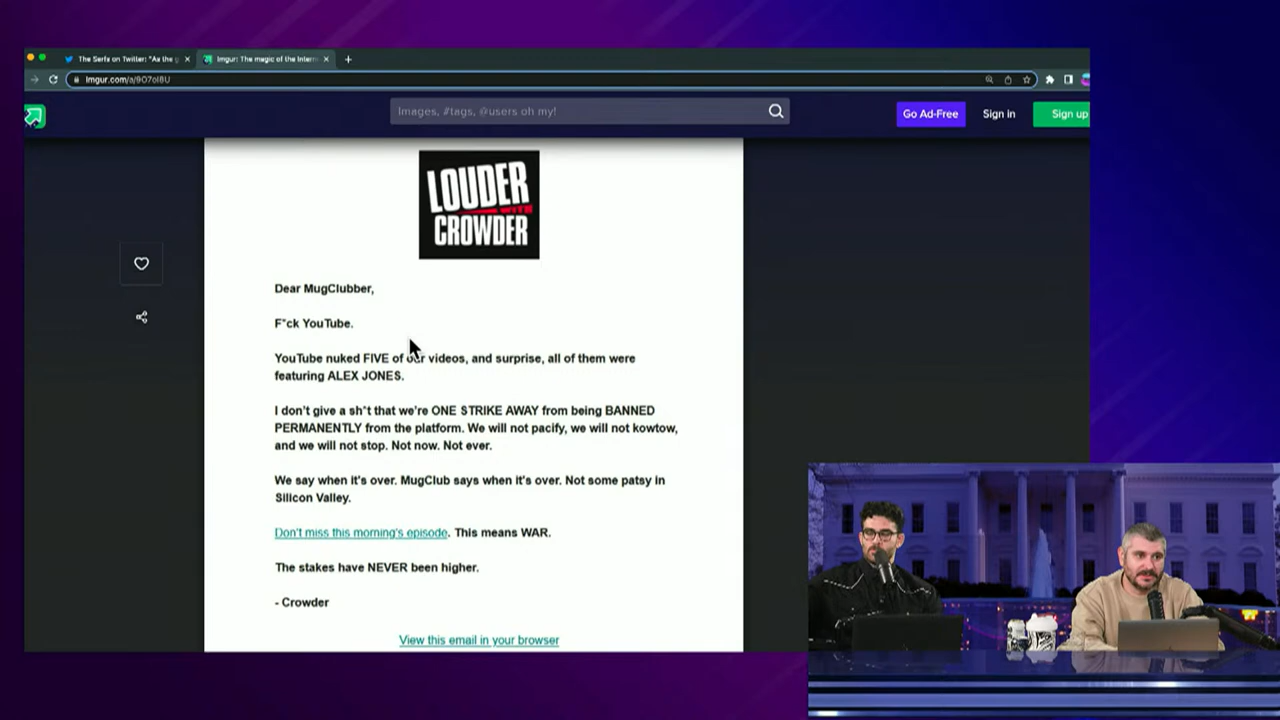 The Serfs on Twitter: "As the g
Imgur: The magic of the Intern
imgur.com/a/9O7oI8U
Images, #tags, @users oh my!
Go Ad-Free
Sign in
Sign up
LOUDER
WITH
CROWDER
Dear MugClubber,
F*ck YouTube.
YouTube nuked FIVE of our videos, and surprise, all of them were
featuring ALEX JONES.
I don't give a sh*t that we're ONE STRIKE AWAY from being BANNED
PERMANENTLY from the platform. We will not pacify, we will not kowtow,
and we will not stop. Not now. Not ever.
We say when it's over. MugClub says when it's over. Not some patsy in
Silicon Valley.
Don't miss this morning's episode. This means WAR.
The stakes have NEVER been higher.
- Crowder
View this email in your browser